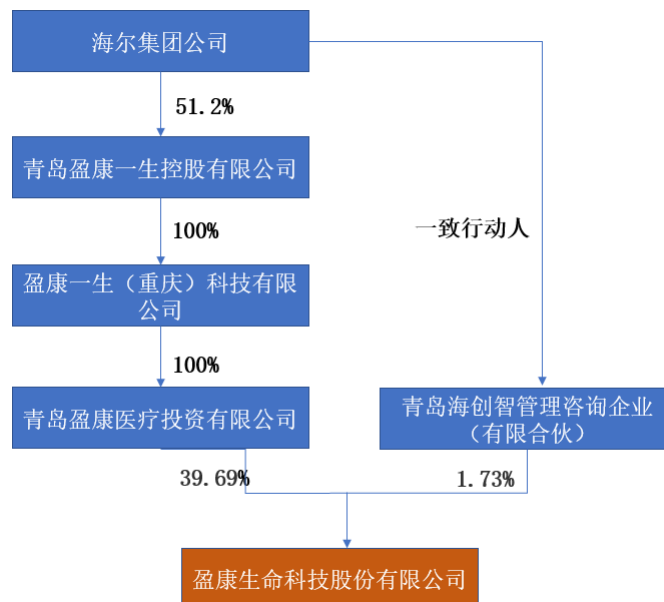 海尔集团公司
51.2%
青岛盈康一生控股有限公司
100%
一致行动人
盈康一生（重庆）科技有限
公司
100%
青岛盈康医疗投资有限公司
青岛海创智管理咨询企业
（有限合伙）
39.69%
1.73%
盈康生命科技股份有限公司